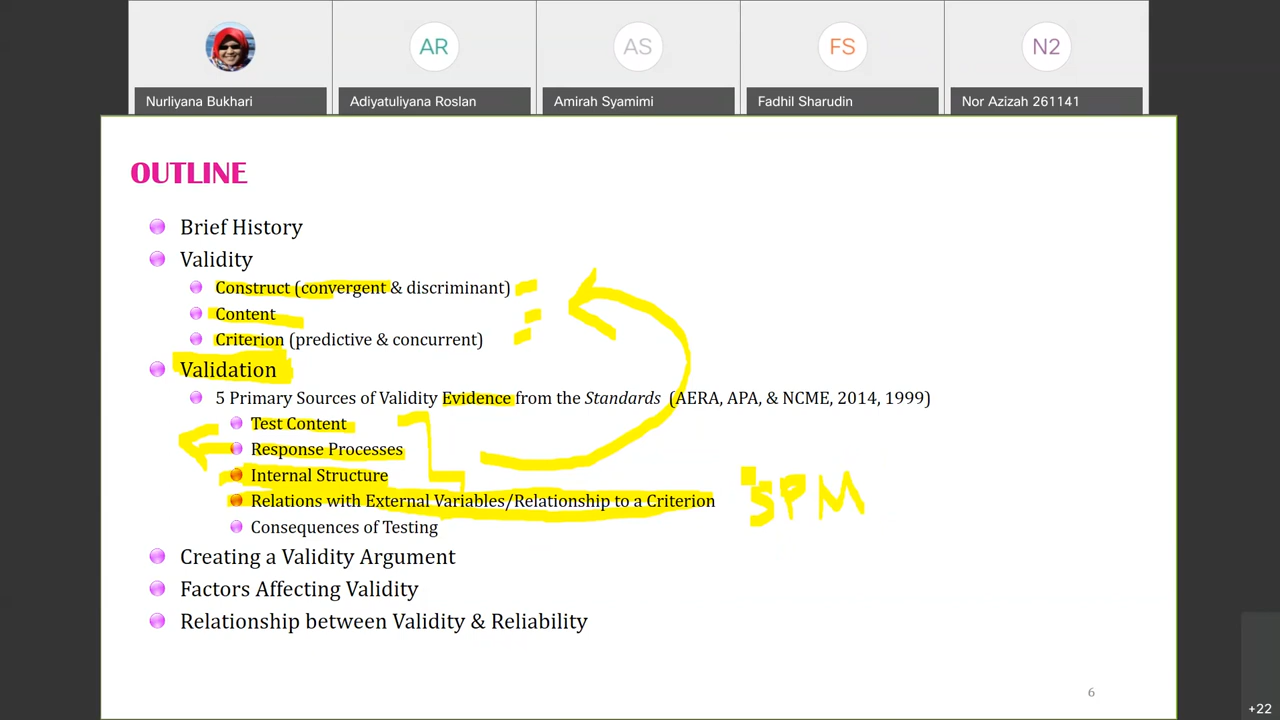 AR
AS
FS
N2
Nurliyana Bukhari
Adiyatuliyana Roslan
Amirah Syamimi
Fadhil Sharudin
Nor Azizah 261141
OUTLINE
Brief History
Validity
Construct (convergent & discriminant)
Content
Criterion (predictive & concurrent)
Validation
5 Primary Sources of Validity Evidence from the Standards (AERA, APA, & NCME, 2014, 1999)
Test Content
Response Processes
Internal Structure
Relations with External Variables/Relationship to a Criterion
SPM
Consequences of Testing
Creating a Validity Argument
Factors Affecting Validity
Relationship between Validity & Reliability
6
+22